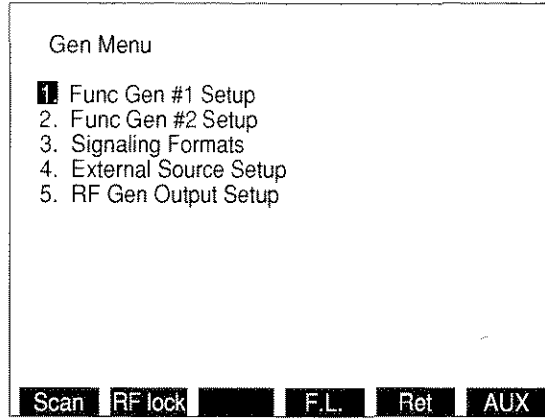 Gen Menu
1. Func Gen #1 Setup
2. Func Gen #2 Setup
3. Signaling Formats
4. External Source Setup
5. RF Gen Output Setup
Scan RF lock F.L. Ret AUX